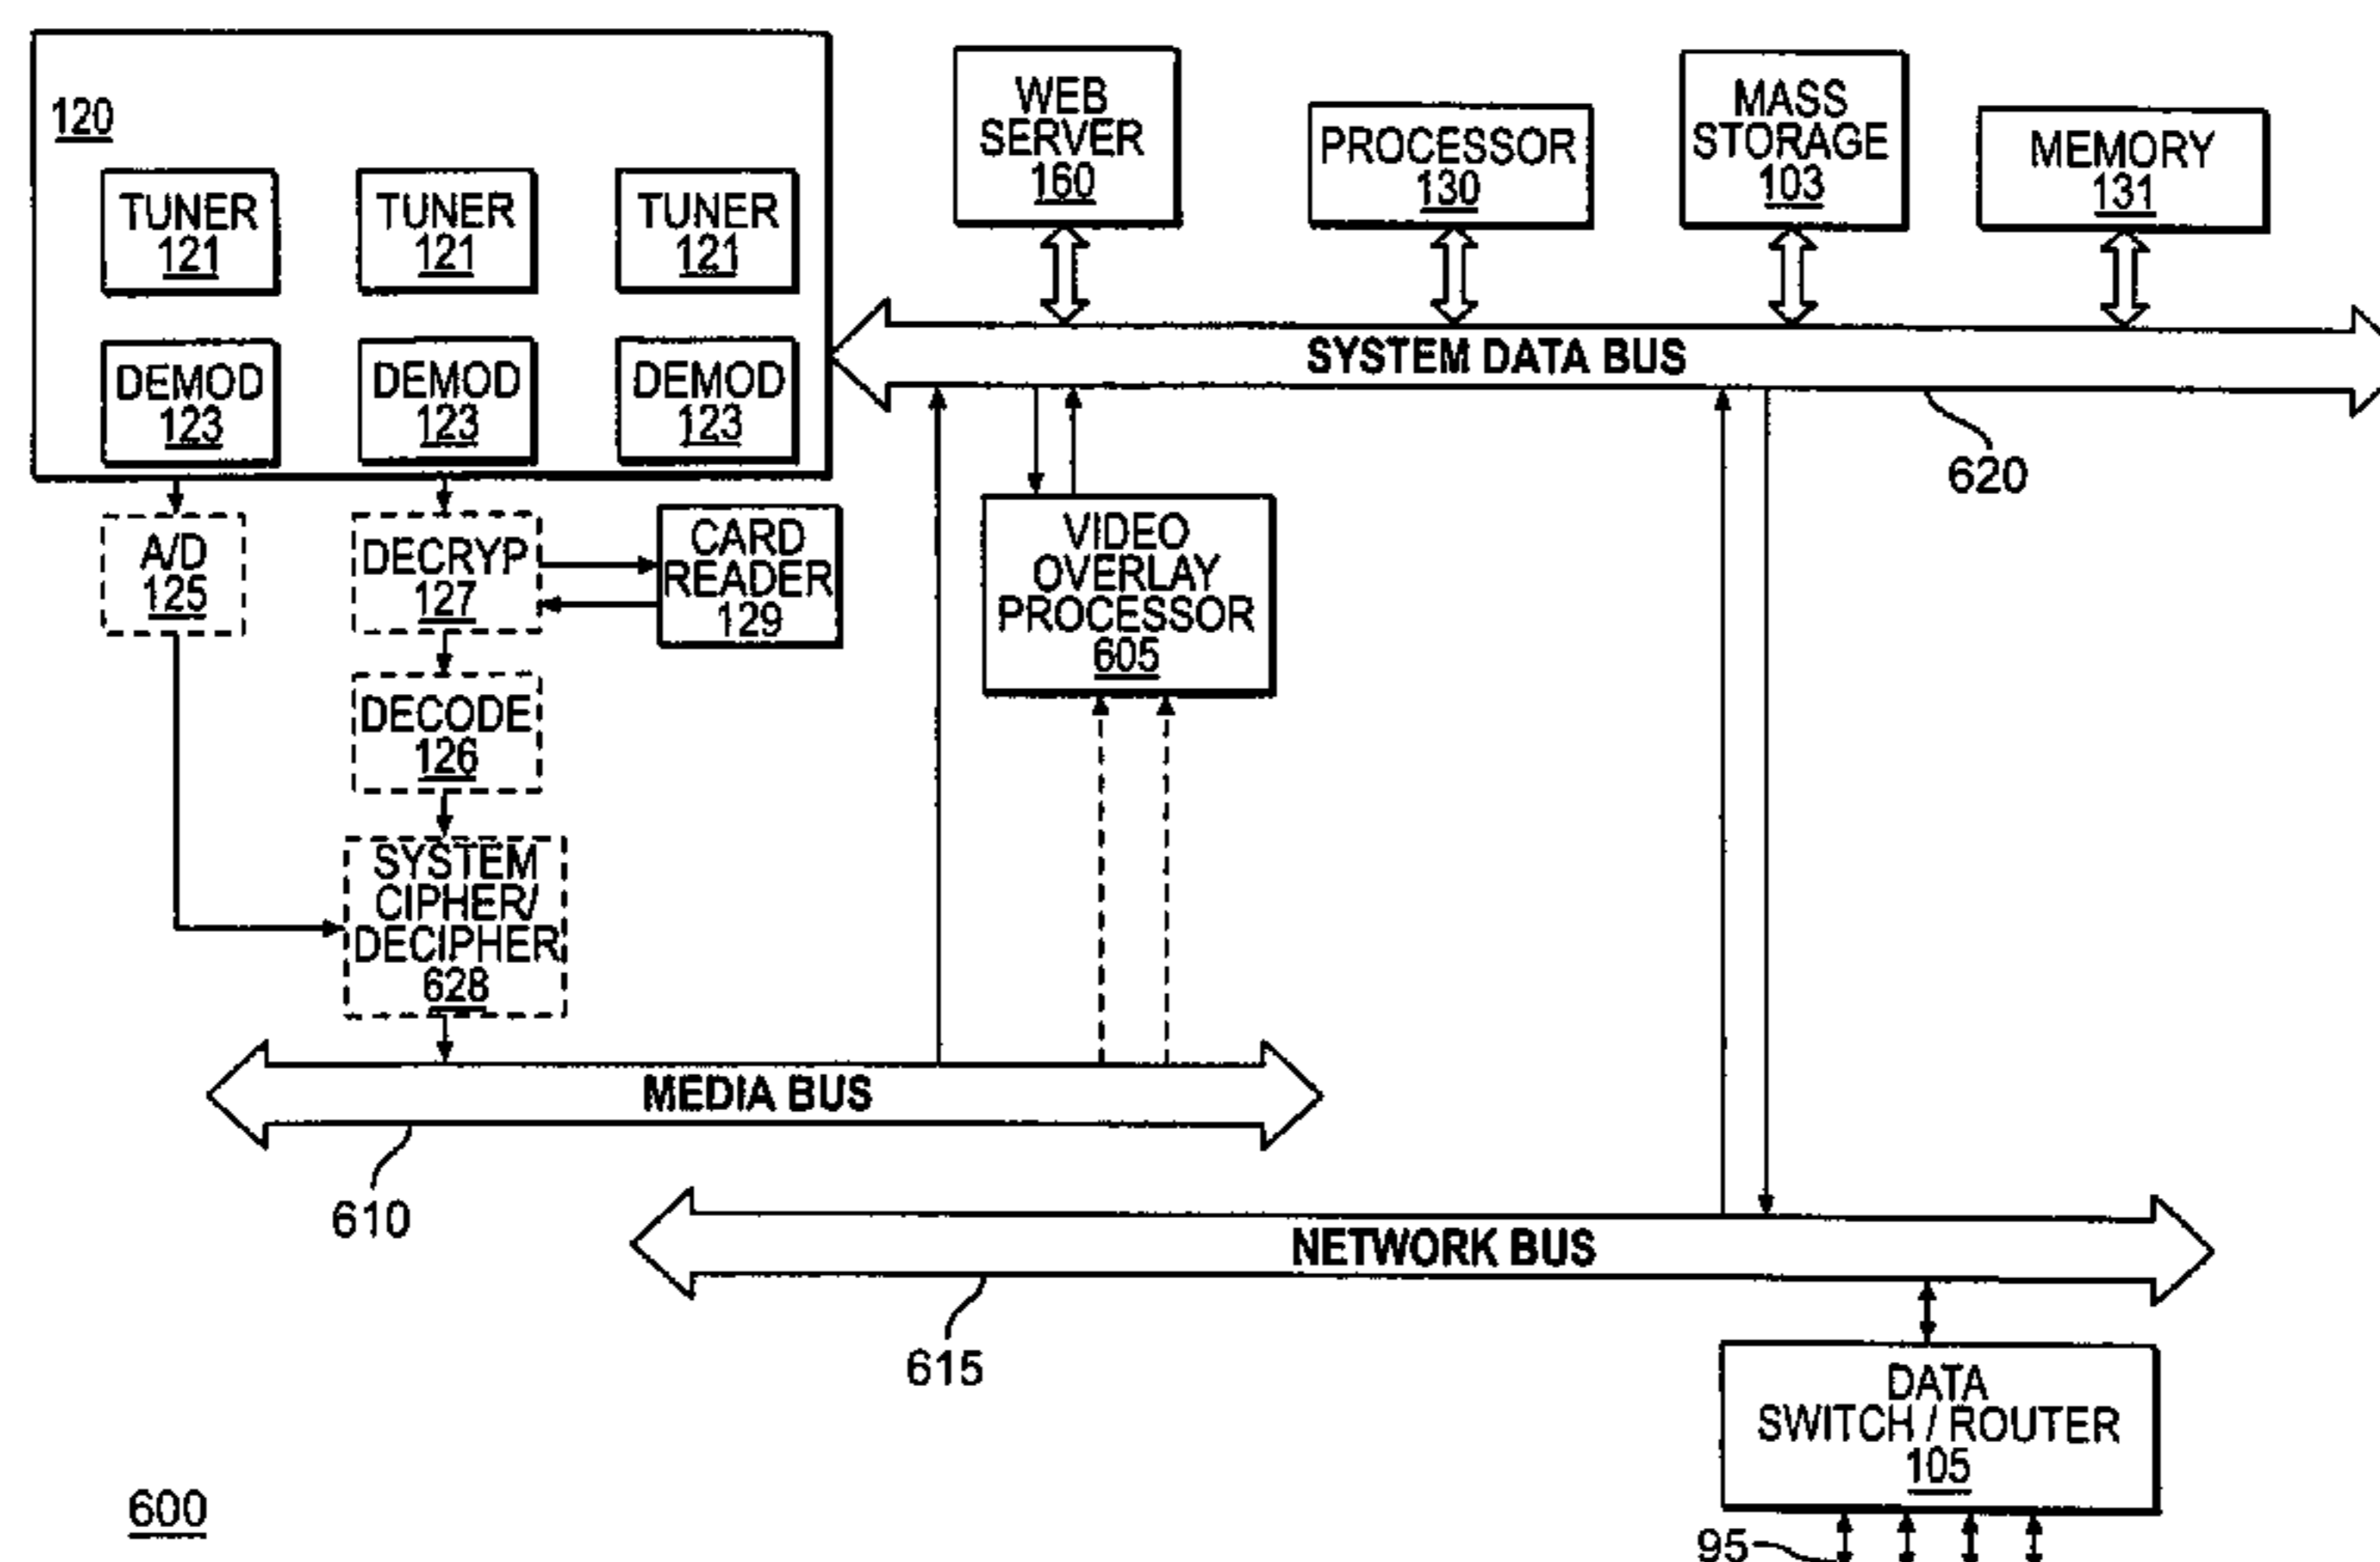 120
TUNER
121
TUNER
121
TUNER
121
DEMOD
123
DEMOD
123
DEMOD
123
WEB
SERVER
160
PROCESSOR
130
MASS
STORAGE
103
MEMORY
131
SYSTEM DATA BUS
620
A/D
125
DECRYP
127
CARD
READER
129
VIDEO
OVERLAY
PROCESSOR
605
DECODE
126
SYSTEM
CIPHER/
DECIPHER
628
MEDIA BUS
610
NETWORK BUS
615
DATA
SWITCH / ROUTER
105
95
600